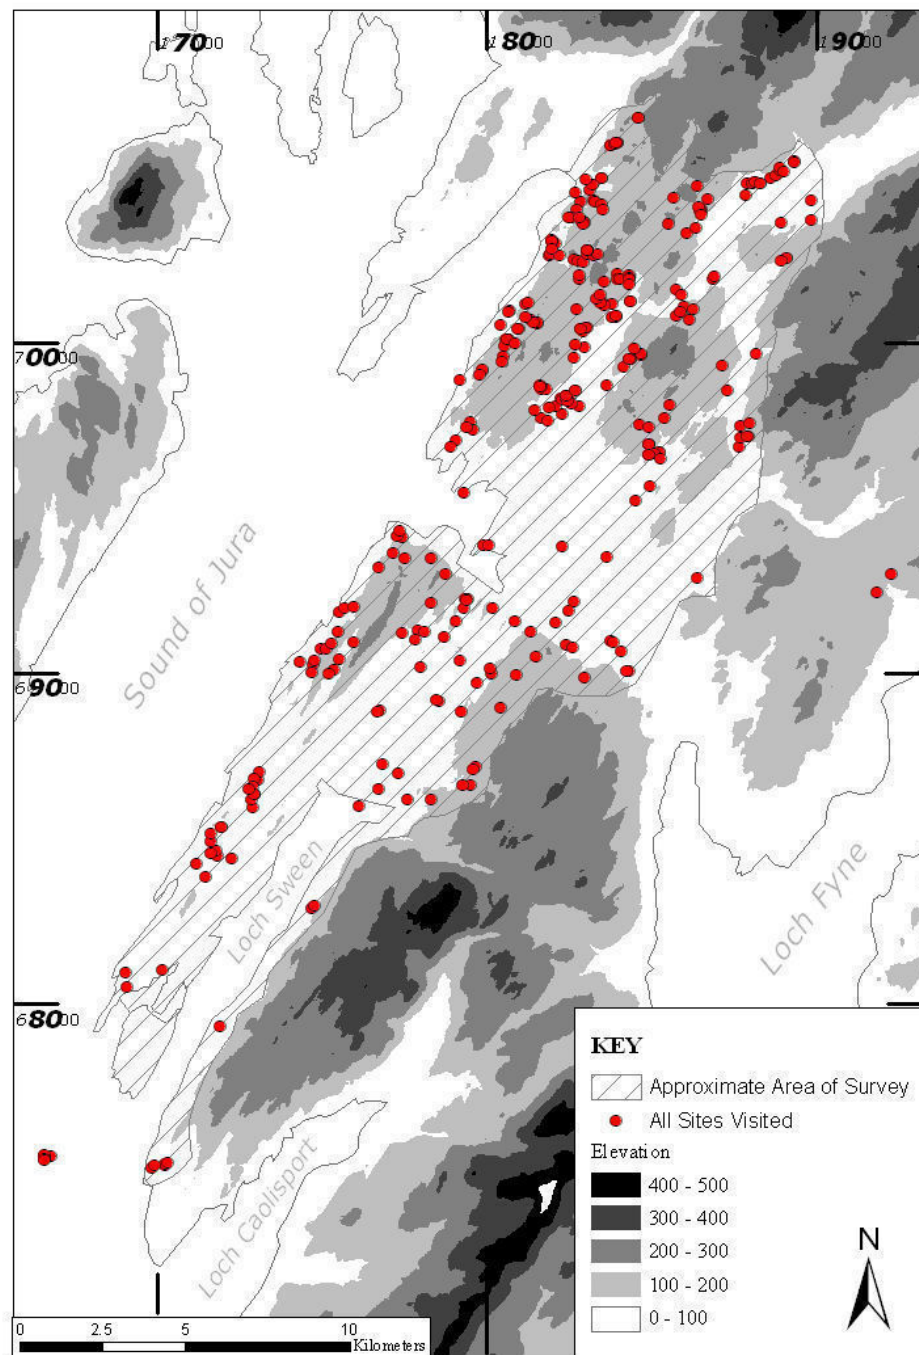 170000
180000
190000
700000
Sound of Jura
690000
Loch Sween
Loch Fyne
680000
Loch Caolisport
KEY
Approximate Area of Survey
All Sites Visited
Elevation
400 - 500
300 - 400
200 - 300
100 - 200
0 - 100
N
0 2.5 5 10
Kilometers